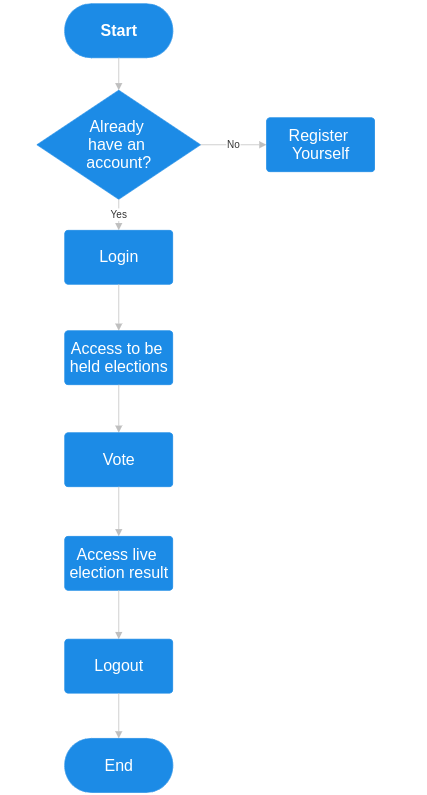 Start
Already
have an
account?
No
Register
Yourself
Yes
Login
Access to be
held elections
Vote
Access live
election result
Logout
End